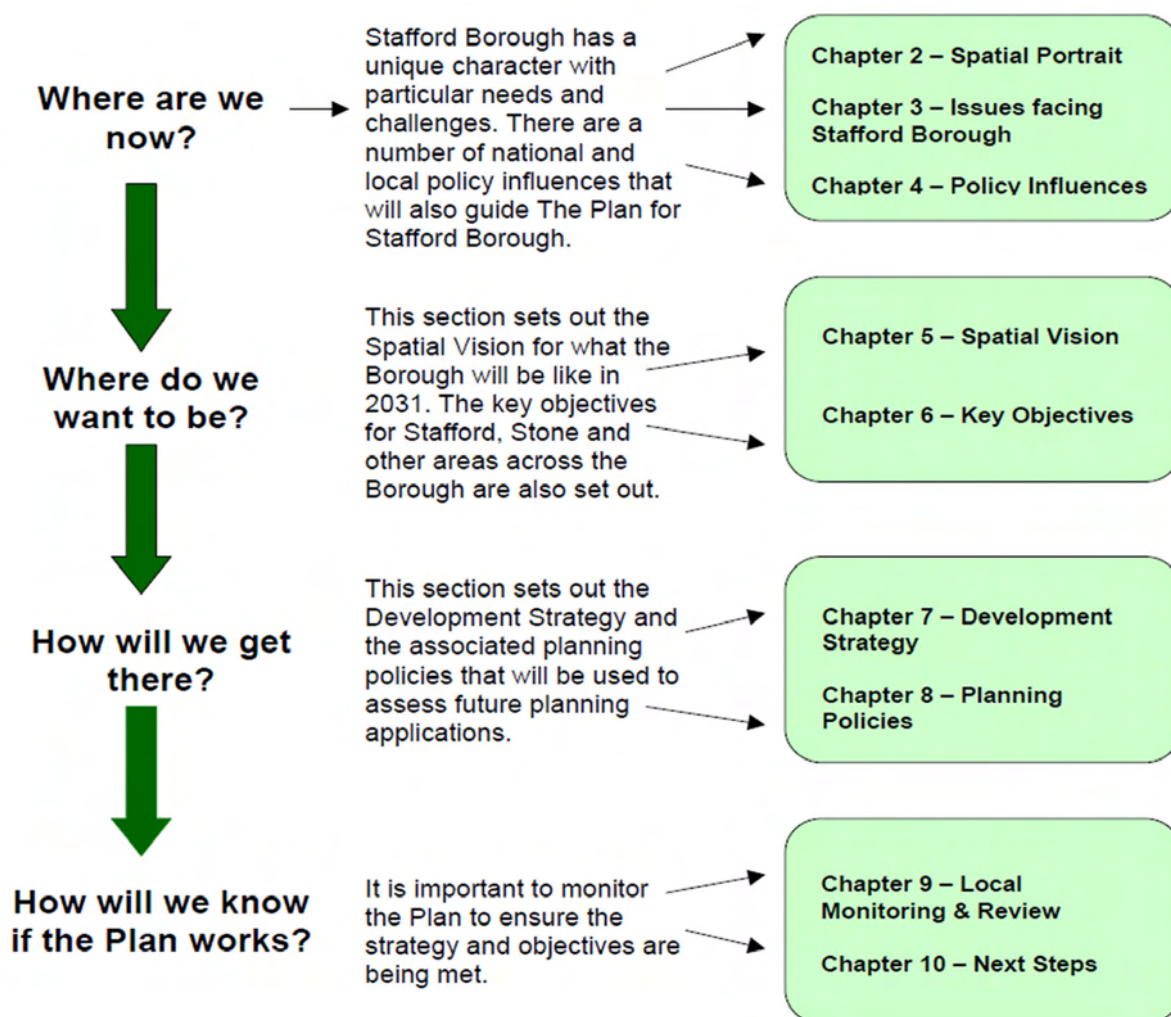 Where are we
now?
Stafford Borough has a
unique character with
particular needs and
challenges. There are a
number of national and
local policy influences that
will also guide The Plan for
Stafford Borough.
Chapter 2 – Spatial Portrait
Chapter 3 – Issues facing
Stafford Borough
Chapter 4 – Policy Influences
Where do we
want to be?
This section sets out the
Spatial Vision for what the
Borough will be like in
2031. The key objectives
for Stafford, Stone and
other areas across the
Borough are also set out.
Chapter 5 – Spatial Vision
Chapter 6 – Key Objectives
How will we get
there?
This section sets out the
Development Strategy and
the associated planning
policies that will be used to
assess future planning
applications.
Chapter 7 – Development
Strategy
Chapter 8 – Planning
Policies
How will we know
if the Plan works?
It is important to monitor
the Plan to ensure the
strategy and objectives are
being met.
Chapter 9 – Local
Monitoring & Review
Chapter 10 – Next Steps